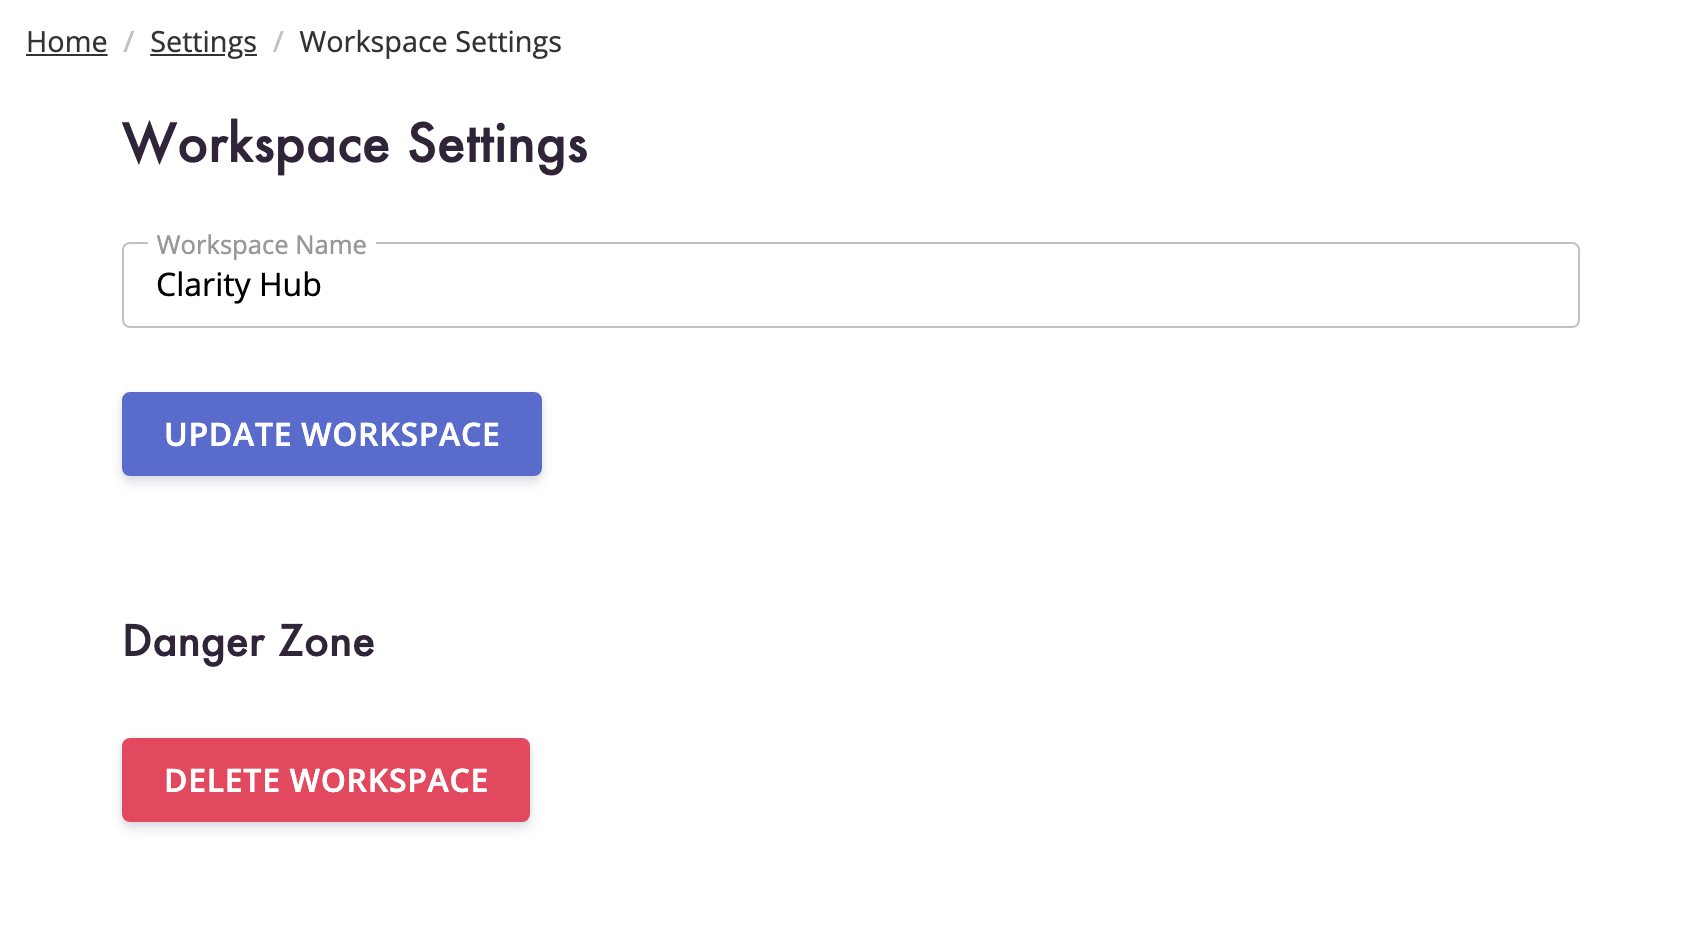 Home / Settings / Workspace Settings
Workspace Settings
Workspace Name
Clarity Hub
UPDATE WORKSPACE
Danger Zone
DELETE WORKSPACE